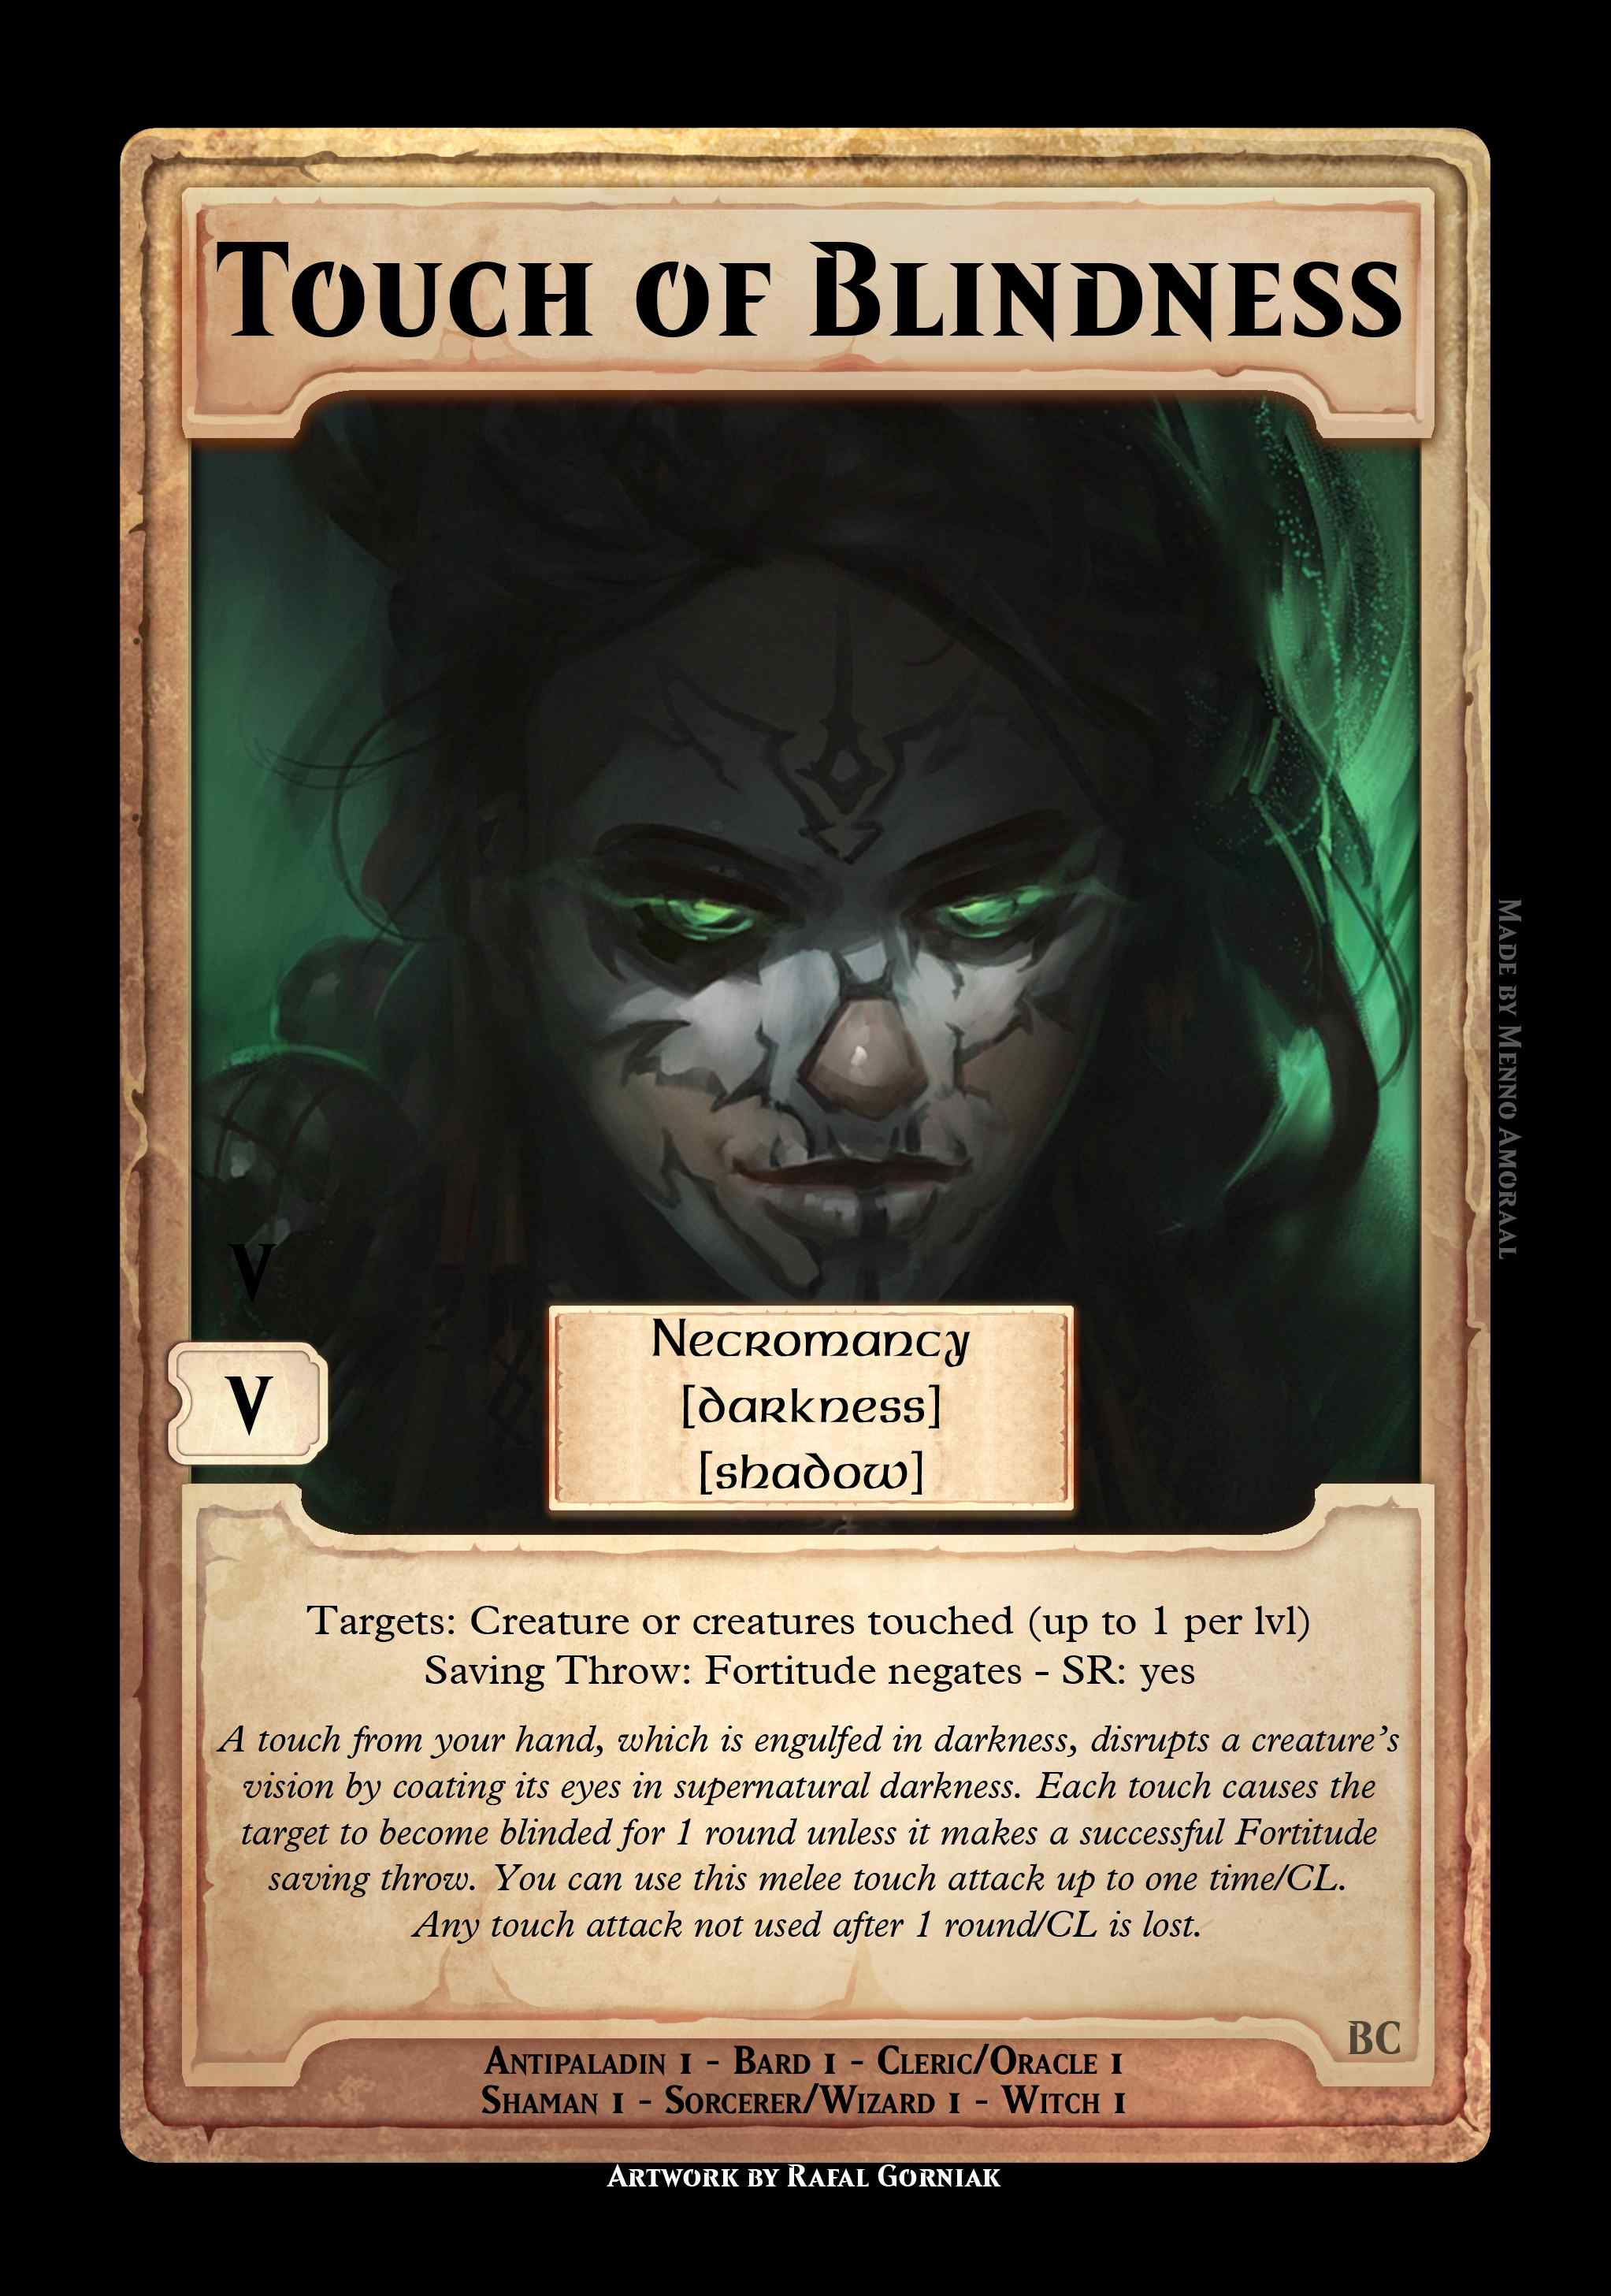 Touch of Blindness
Made by Menno Amoraal
V
V
Necromancy
[darkness]
[shadow]
Targets: Creature or creatures touched (up to 1 per lvl)
Saving Throw: Fortitude negates - SR: yes
A touch from your hand, which is engulfed in darkness, disrupts a creature’s
vision by coating its eyes in supernatural darkness. Each touch causes the
target to become blinded for 1 round unless it makes a successful Fortitude
saving throw. You can use this melee touch attack up to one time/CL.
Any touch attack not used after 1 round/CL is lost.
BC
Antipaladin 1 - Bard 1 - Cleric/Oracle 1
Shaman 1 - Sorcerer/Wizard 1 - Witch 1
Artwork by Rafal Gorniak